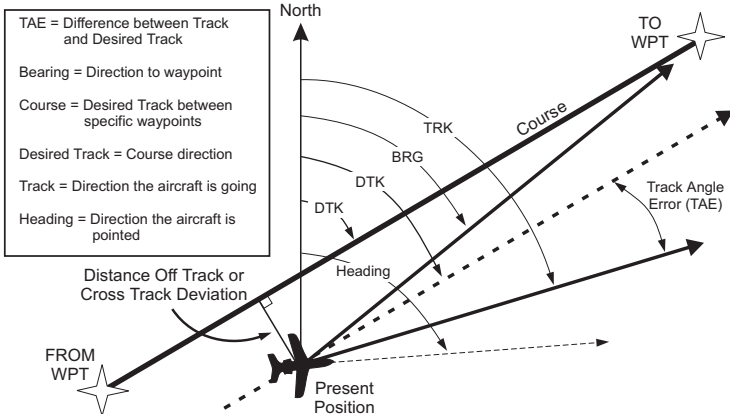 TAE = Difference between Track
and Desired Track
Bearing = Direction to waypoint
Course = Desired Track between
specific waypoints
Desired Track = Course direction
Track = Direction the aircraft is going
Heading = Direction the aircraft is
pointed
North
TO
WPT
Course
TRK
BRG
DTK
DTK
Track Angle
Error (TAE)
Heading
Distance Off Track or
Cross Track Deviation
FROM
WPT
Present
Position